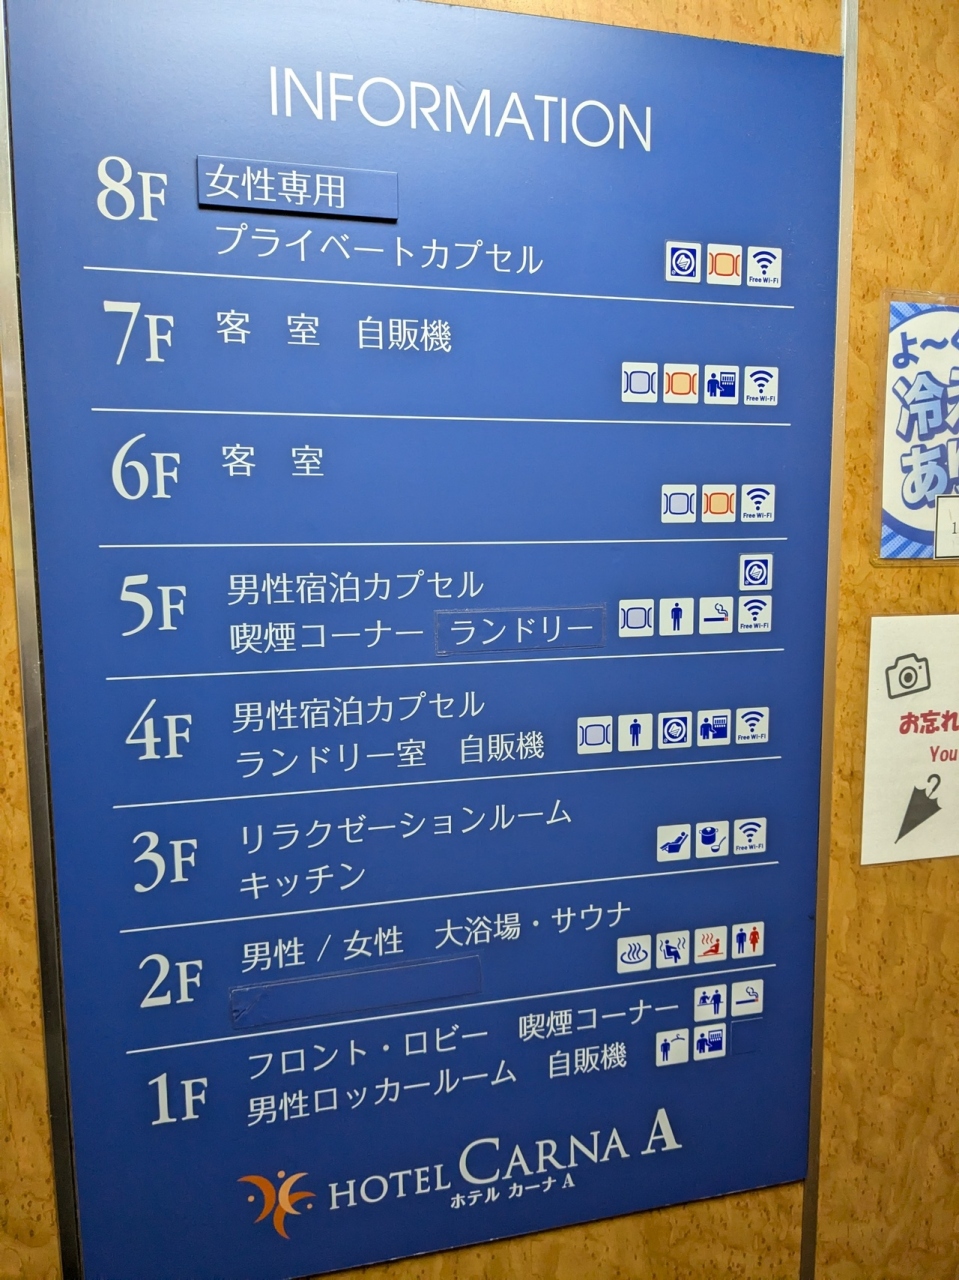 INFORMATION
8F 女性専用
プライベートカプセル
Free Wi-Fi
7F 客 室 自販機
Free Wi-Fi
6F 客 室
Free Wi-Fi
5F 男性宿泊カプセル
喫煙コーナー ランドリー
Free Wi-Fi
4F 男性宿泊カプセル
ランドリー室 自販機
Free Wi-Fi
3F リラクゼーションルーム
キッチン
Free Wi-Fi
2F 男性 / 女性 大浴場・サウナ
1F フロント・ロビー 喫煙コーナー
男性ロッカールーム 自販機
HOTEL CARNA A
ホテル カーナ A
よ〜
冷
あ
お忘れ
You